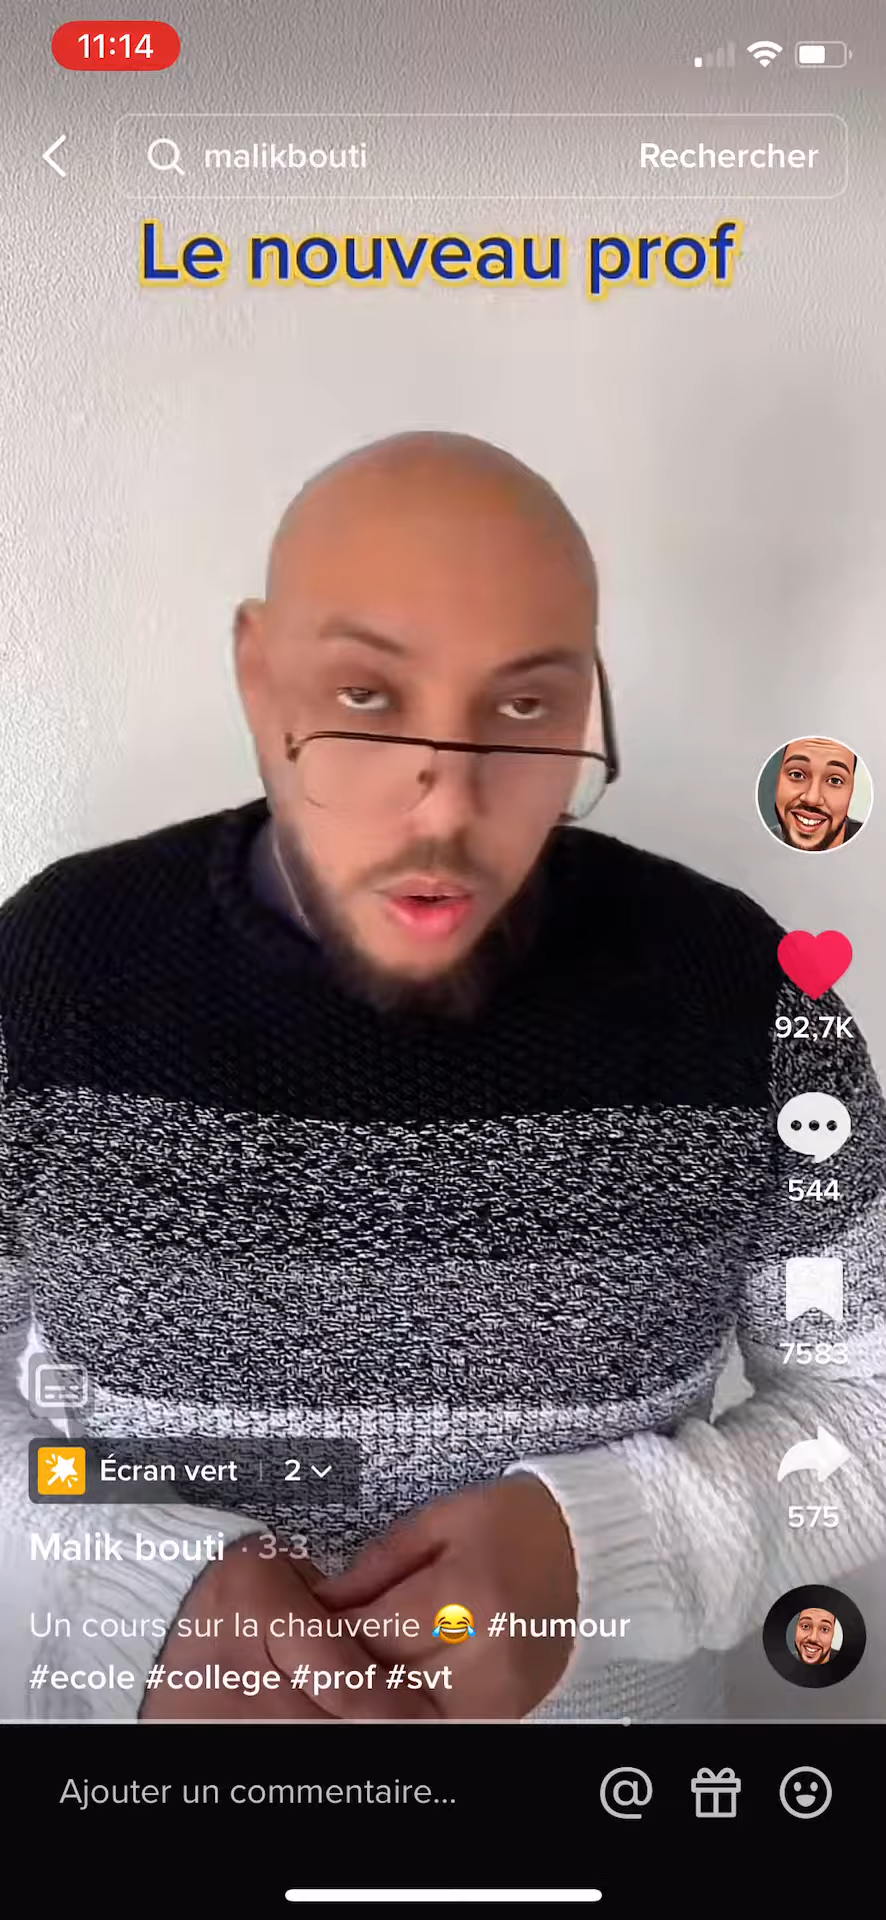 11:14
malikbouti
Rechercher
Le nouveau prof
92,7K
544
7583
Écran vert | 2
575
Malik bouti · 3-3
Un cours sur la chauverie 😂 #humour
#ecole #college #prof #svt
Ajouter un commentaire...